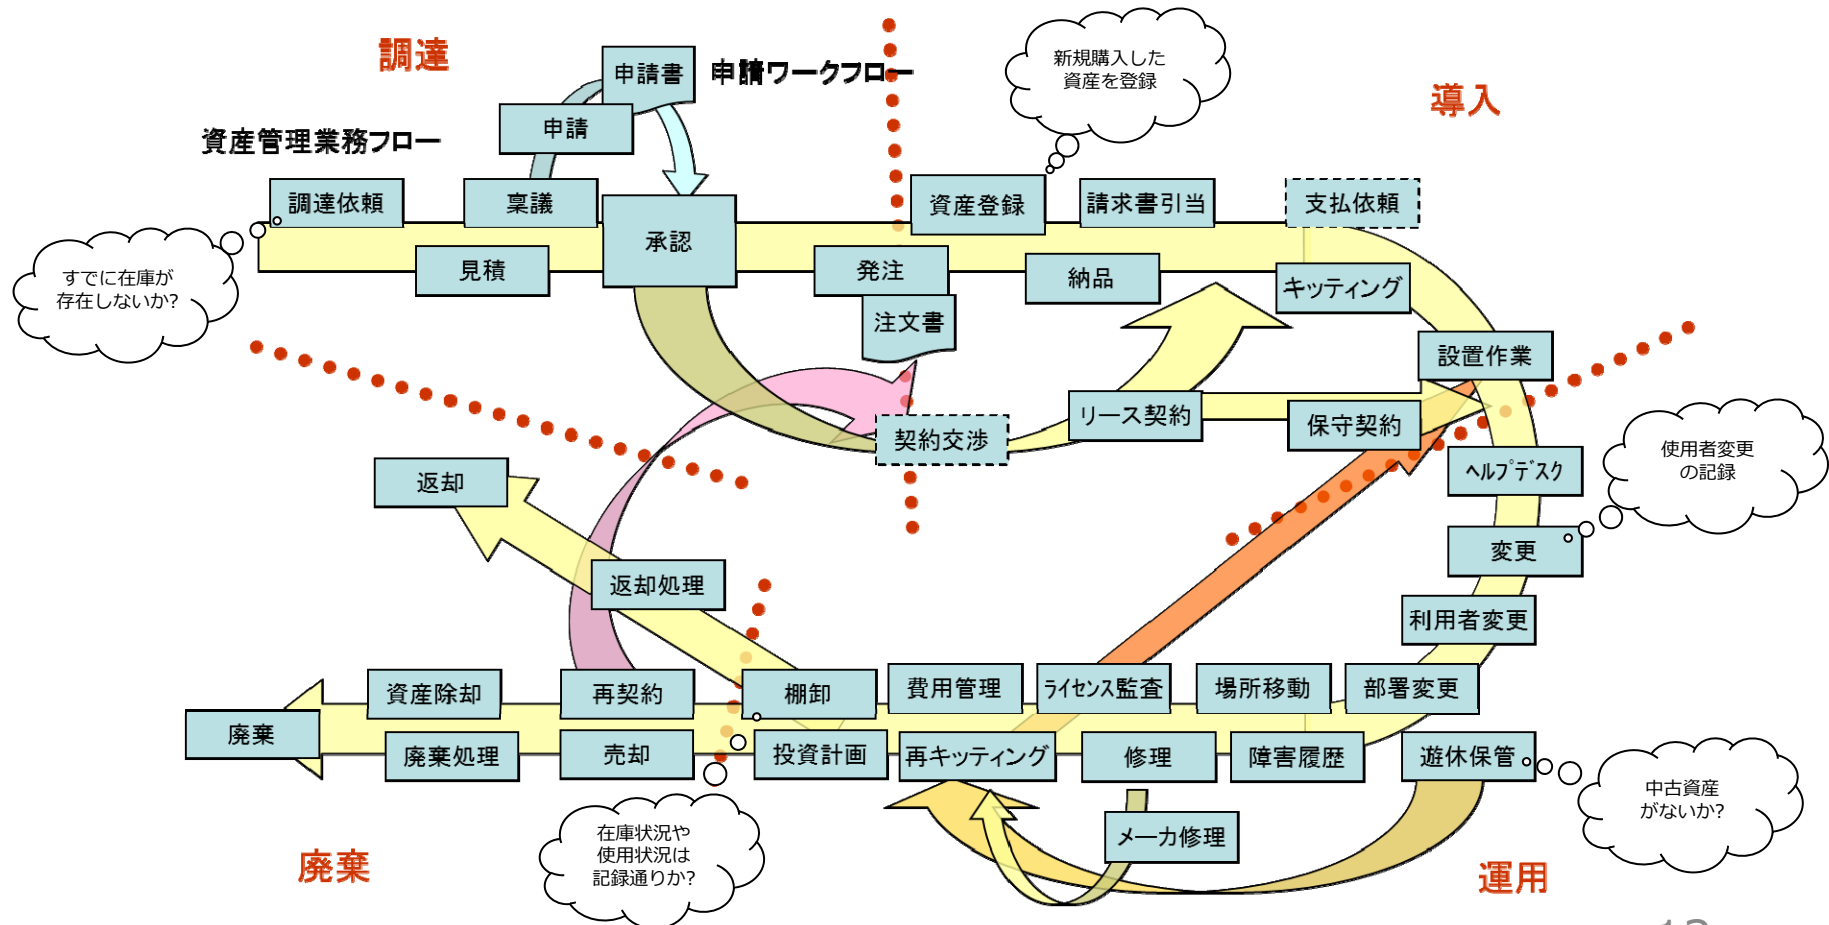 調達
申請書
申請ワークフロー
新規購入した
資産を登録
導入
申請
資産管理業務フロー
調達依頼
稟議
資産登録
請求書引当
支払依頼
承認
すでに在庫が
存在しないか?
見積
発注
納品
キッティング
注文書
設置作業
リース契約
保守契約
契約交渉
使用者変更
の記録
ヘルプデスク
返却
変更
返却処理
利用者変更
資産除却
再契約
棚卸
費用管理
ライセンス監査
場所移動
部署変更
廃棄
廃棄処理
売却
投資計画
再キッティング
修理
障害履歴
遊休保管
中古資産
がないか?
メーカ修理
在庫状況や
使用状況は
記録通りか?
廃棄
運用